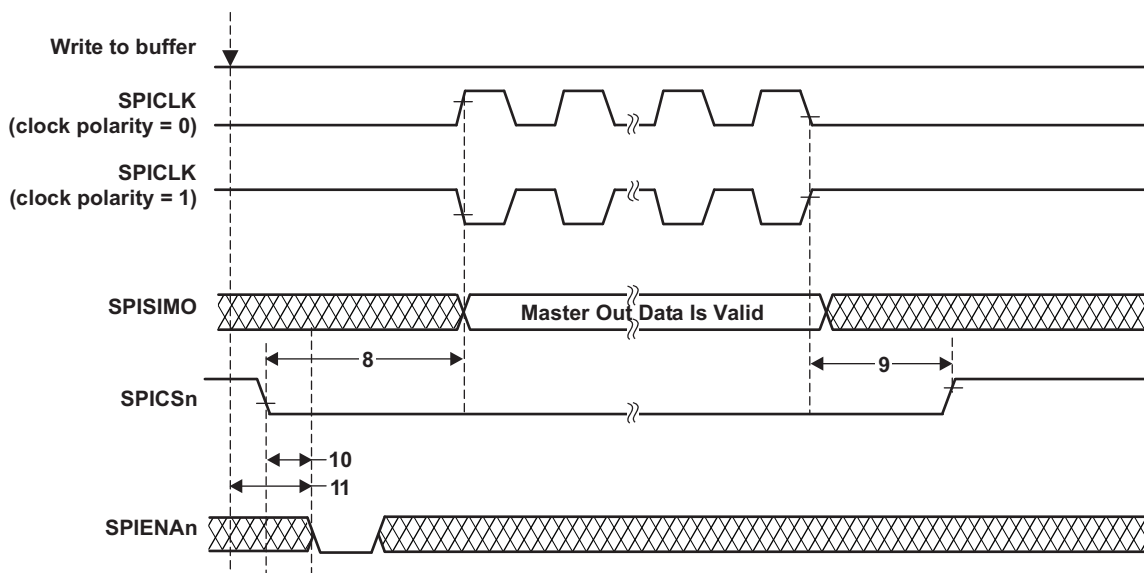 Write to buffer
SPICLK
(clock polarity = 0)
SPICLK
(clock polarity = 1)
SPISIMO
Master Out Data Is Valid
8
9
SPICSn
10
11
SPIENAn